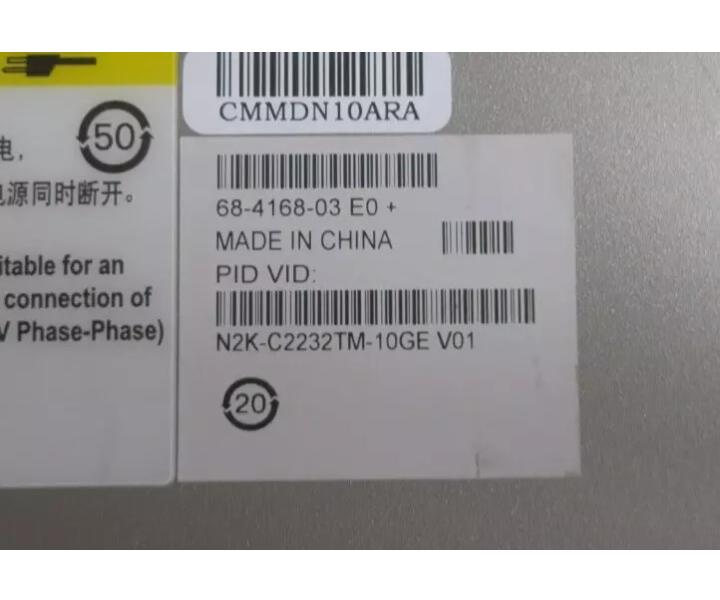 50
电,
源同时断开。
itable for an
connection of
V Phase-Phase)
CMMDN10ARA
68-4168-03 E0 +
MADE IN CHINA
PID VID:
N2K-C2232TM-10GE V01
20